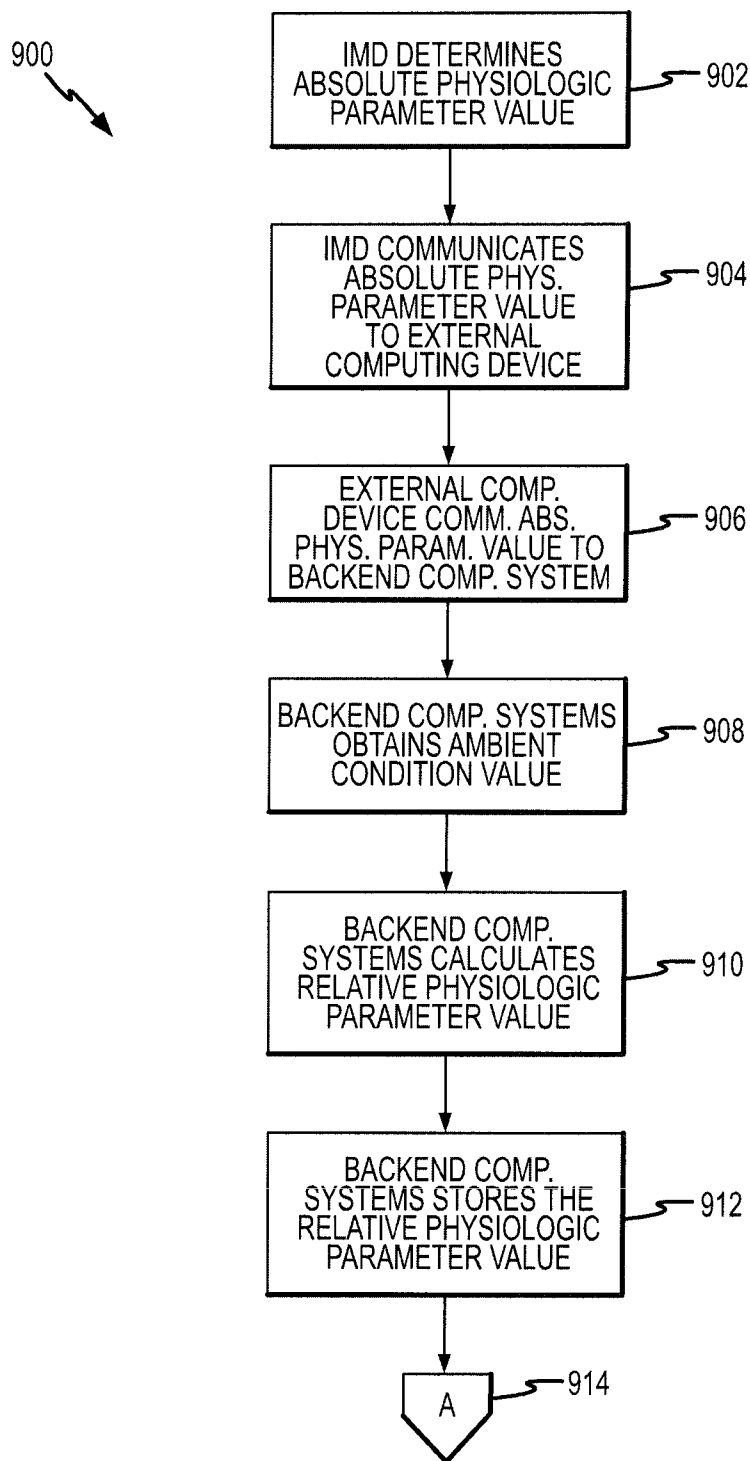 900
IMD DETERMINES
ABSOLUTE PHYSIOLOGIC
PARAMETER VALUE
902
IMD COMMUNICATES
ABSOLUTE PHYS.
PARAMETER VALUE
TO EXTERNAL
COMPUTING DEVICE
904
EXTERNAL COMP.
DEVICE COMM. ABS.
PHYS. PARAM. VALUE TO
BACKEND COMP. SYSTEM
906
BACKEND COMP. SYSTEMS
OBTAINS AMBIENT
CONDITION VALUE
908
BACKEND COMP.
SYSTEMS CALCULATES
RELATIVE PHYSIOLOGIC
PARAMETER VALUE
910
BACKEND COMP.
SYSTEMS STORES THE
RELATIVE PHYSIOLOGIC
PARAMETER VALUE
912
A
914